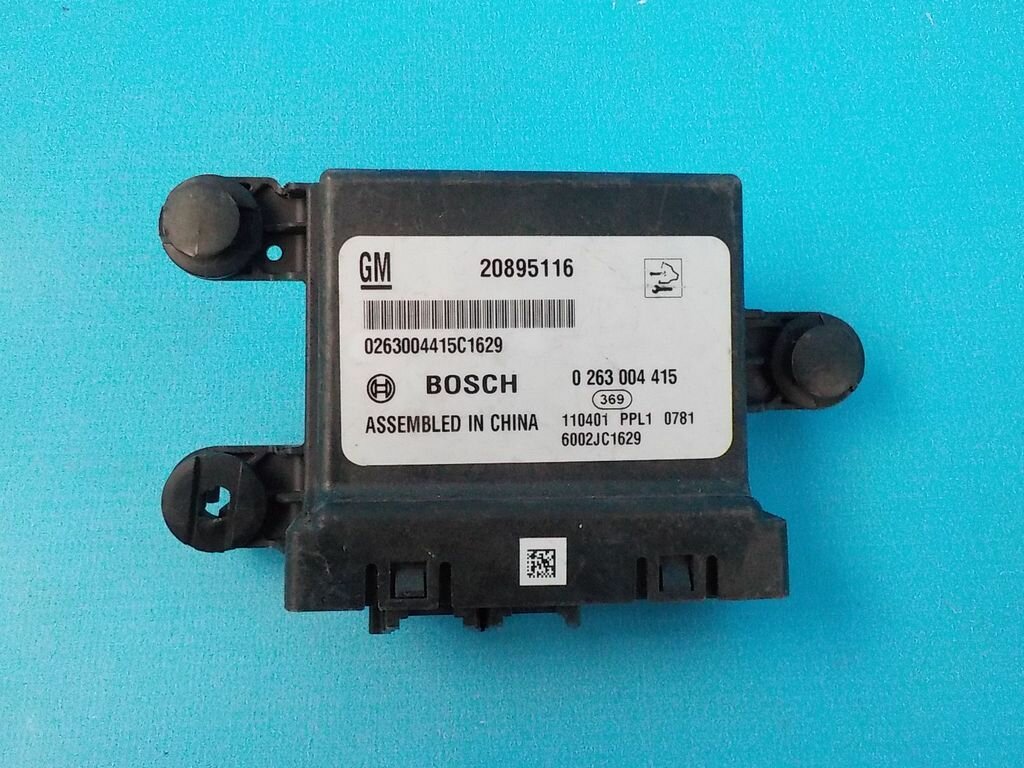 GM 20895116
0263004415C1629
BOSCH 0 263 004 415
369
ASSEMBLED IN CHINA 110401 PPL1 0781
6002JC1629